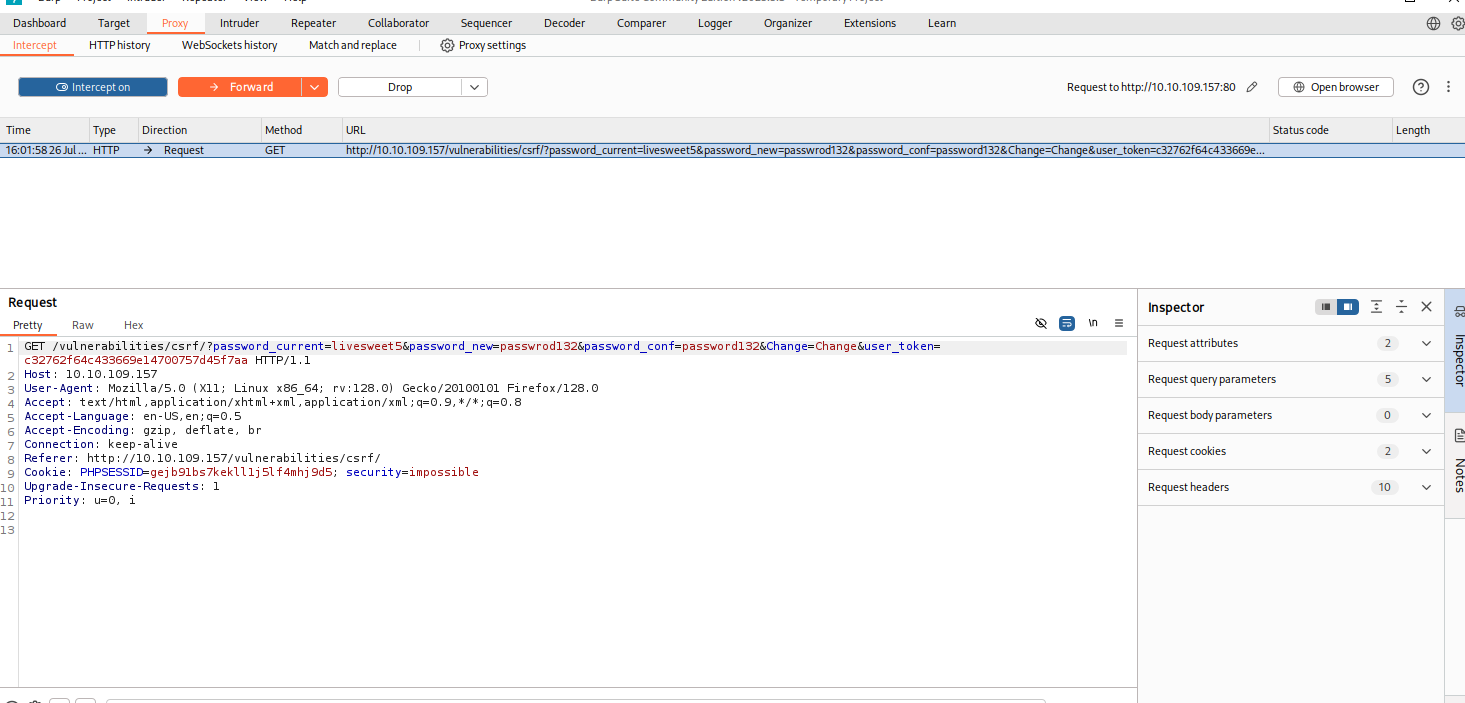 Dashboard Target Proxy Intruder Repeater Collaborator Sequencer Decoder Comparer Logger Organizer Extensions Learn
Intercept HTTP history WebSockets history Match and replace Proxy settings
Intercept on Forward Drop Request to http://10.10.109.157:80 Open browser
Time Type Direction Method URL Status code Length
16:01:58 26 Jul ... HTTP Request GET http://10.10.109.157/vulnerabilities/csrf/?password_current=livesweet5&password_new=passwrod132&password_conf=password132&Change=Change&user_token=c32762f64c433669e...
Request
Pretty Raw Hex \n
1 GET /vulnerabilities/csrf/?password_current=livesweet5&password_new=passwrod132&password_conf=password132&Change=Change&user_token=
c32762f64c433669e14700757d45f7aa HTTP/1.1
2 Host: 10.10.109.157
3 User-Agent: Mozilla/5.0 (X11; Linux x86_64; rv:128.0) Gecko/20100101 Firefox/128.0
4 Accept: text/html,application/xhtml+xml,application/xml;q=0.9,*/*;q=0.8
5 Accept-Language: en-US,en;q=0.5
6 Accept-Encoding: gzip, deflate, br
7 Connection: keep-alive
8 Referer: http://10.10.109.157/vulnerabilities/csrf/
9 Cookie: PHPSESSID=gejb91bs7kekll1j5lf4mhj9d5; security=impossible
10 Upgrade-Insecure-Requests: 1
11 Priority: u=0, i
12
13
Inspector
Request attributes 2
Request query parameters 5
Request body parameters 0
Request cookies 2
Request headers 10
Inspector
Notes